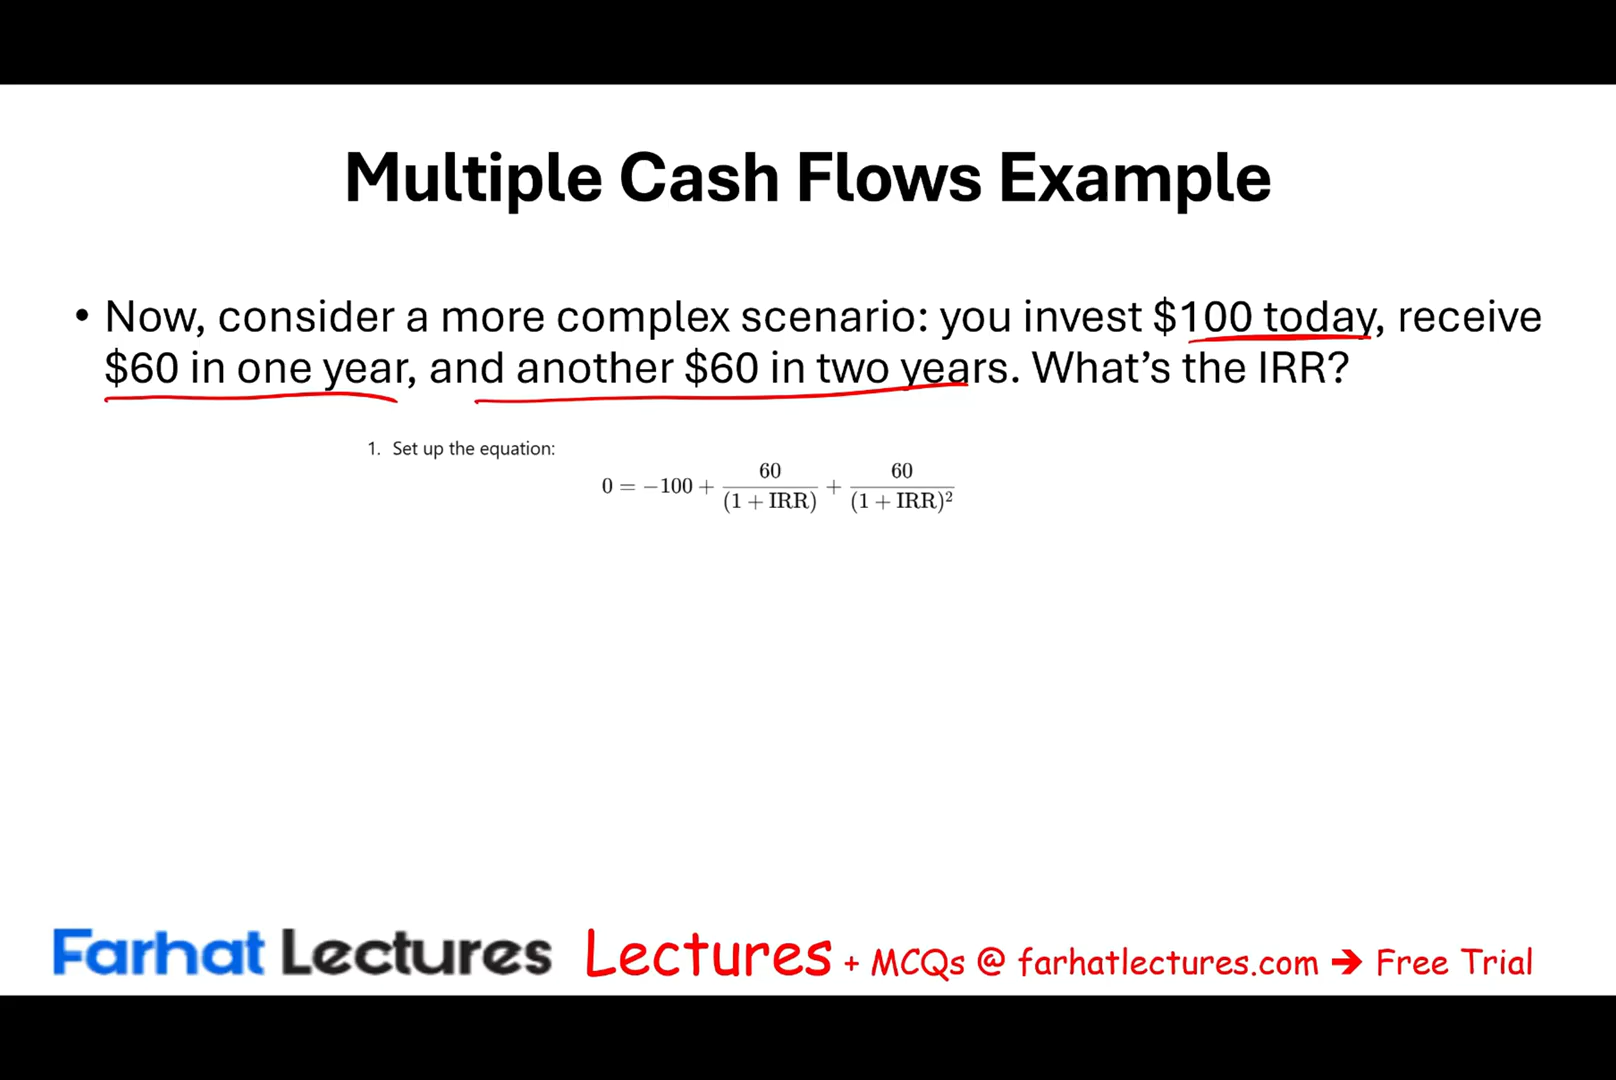 Multiple Cash Flows Example
• Now, consider a more complex scenario: you invest $100 today, receive
$60 in one year, and another $60 in two years. What’s the IRR?
1. Set up the equation:
0 = −100 + 60/(1 + IRR) + 60/(1 + IRR)²
Farhat Lectures Lectures + MCQs @ farhatlectures.com ➔ Free Trial